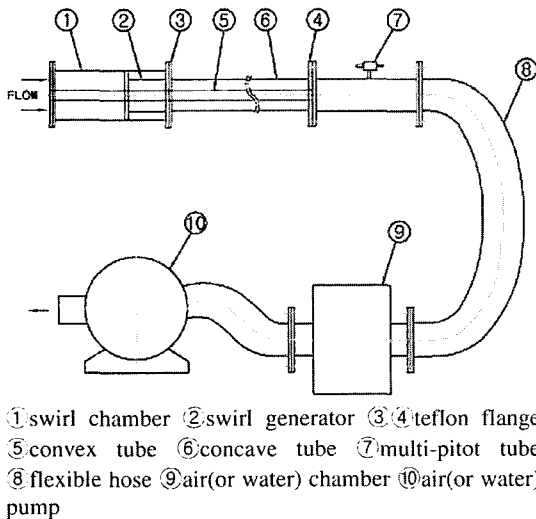 ① ② ③ ⑤ ⑥ ④ ⑦
⑧
FLOW
⑩
⑨
①swirl chamber ②swirl generator ③④teflon flange
⑤convex tube ⑥concave tube ⑦multi-pitot tube
⑧flexible hose ⑨air(or water) chamber ⑩air(or water)
pump